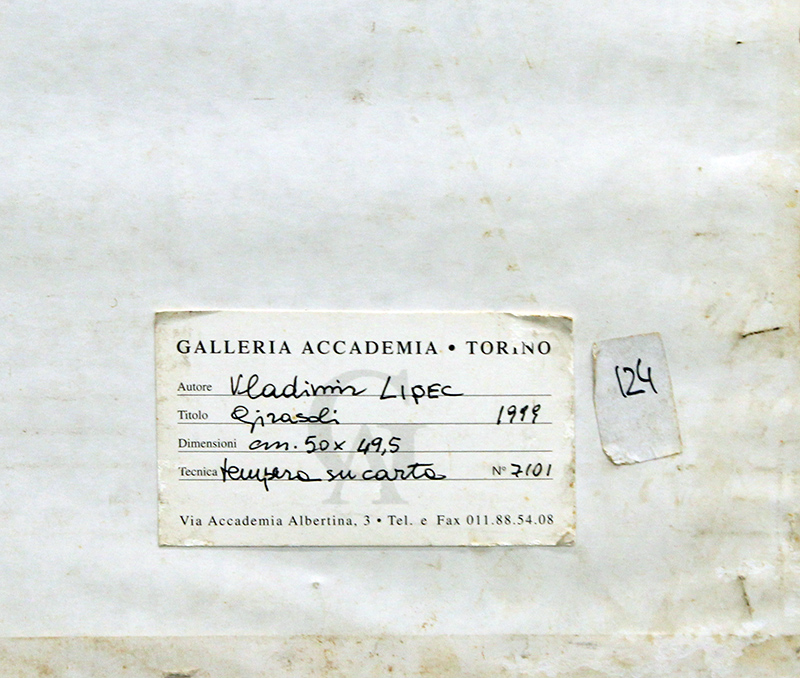 GALLERIA ACCADEMIA • TORINO
Autore Vladimir LIPEC
Titolo Girasoli 1999
Dimensioni cm. 50 x 49,5
Tecnica tempera su carta N° 7101
Via Accademia Albertina, 3 • Tel. e Fax 011.88.54.08
124